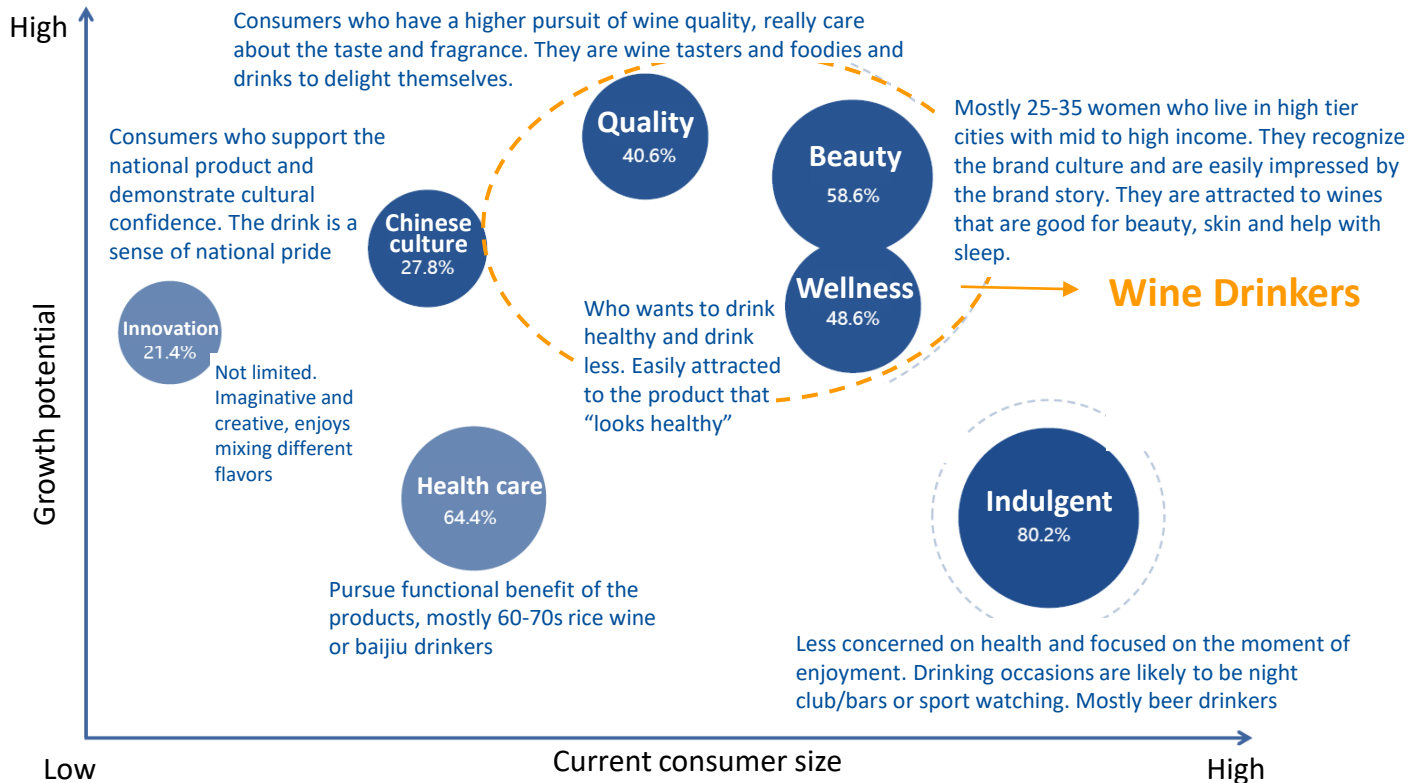 High
Consumers who have a higher pursuit of wine quality, really care
about the taste and fragrance. They are wine tasters and foodies and
drinks to delight themselves.
Quality
40.6%
Beauty
58.6%
Mostly 25-35 women who live in high tier
cities with mid to high income. They recognize
the brand culture and are easily impressed by
the brand story. They are attracted to wines
that are good for beauty, skin and help with
sleep.
Consumers who support the
national product and
demonstrate cultural
confidence. The drink is a
sense of national pride
Chinese
culture
27.8%
Wellness
48.6%
Wine Drinkers
Innovation
21.4%
Who wants to drink
healthy and drink
less. Easily attracted
to the product that
“looks healthy”
Not limited.
Imaginative and
creative, enjoys
mixing different
flavors
Growth potential
Health care
64.4%
Indulgent
80.2%
Pursue functional benefit of the
products, mostly 60-70s rice wine
or baijiu drinkers
Less concerned on health and focused on the moment of
enjoyment. Drinking occasions are likely to be night
club/bars or sport watching. Mostly beer drinkers
Low
Current consumer size
High